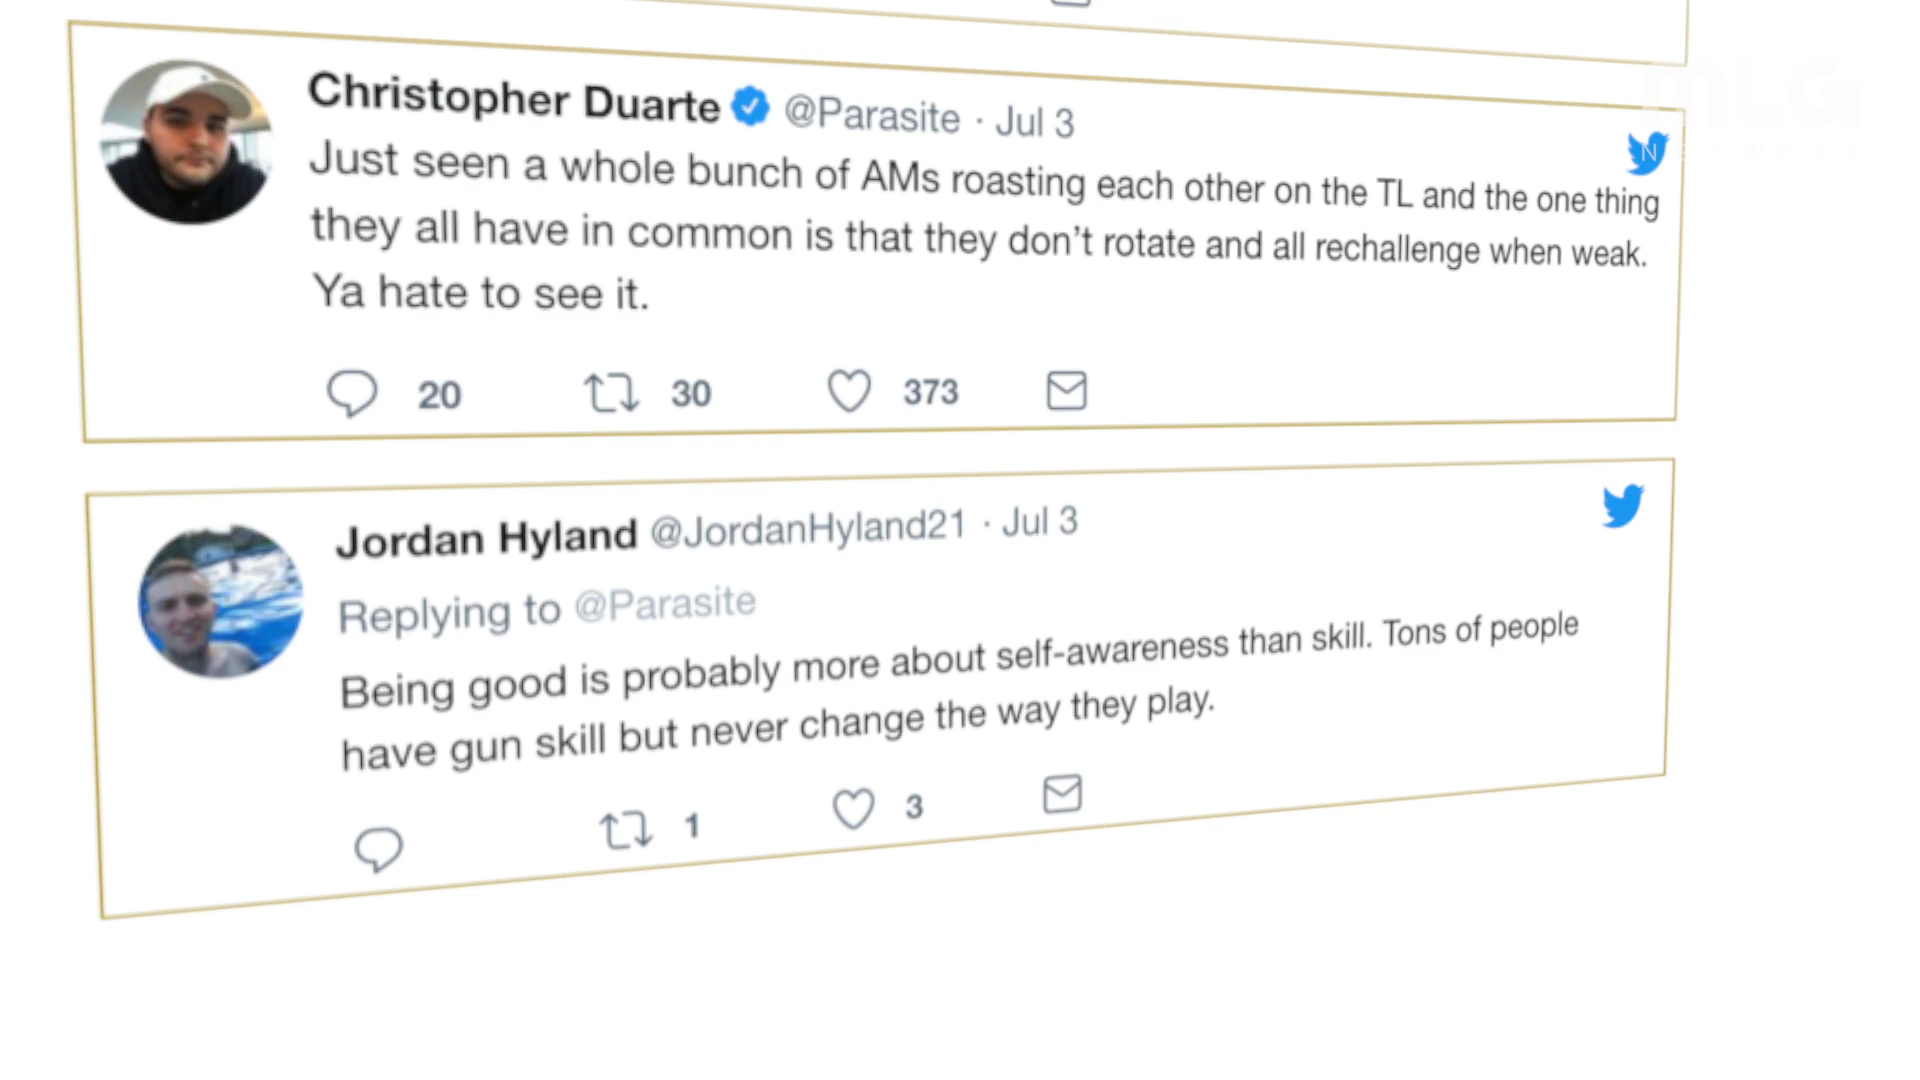 MLG
NETWORK
Christopher Duarte @Parasite · Jul 3
Just seen a whole bunch of AMs roasting each other on the TL and the one thing
they all have in common is that they don’t rotate and all rechallenge when weak.
Ya hate to see it.
20 30 373
Jordan Hyland @JordanHyland21 · Jul 3
Replying to @Parasite
Being good is probably more about self-awareness than skill. Tons of people
have gun skill but never change the way they play.
1 3